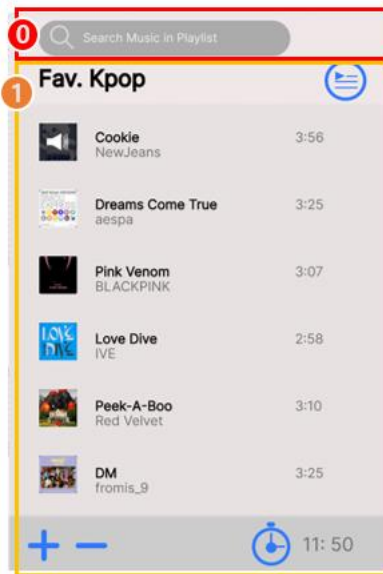 0
Search Music in Playlist
1
Fav. Kpop
Cookie 3:56
NewJeans
Dreams Come True 3:25
aespa
Pink Venom 3:07
BLACKPINK
LOVE
DIVE
Love Dive 2:58
IVE
Peek-A-Boo 3:10
Red Velvet
DM 3:25
fromis_9
11: 50